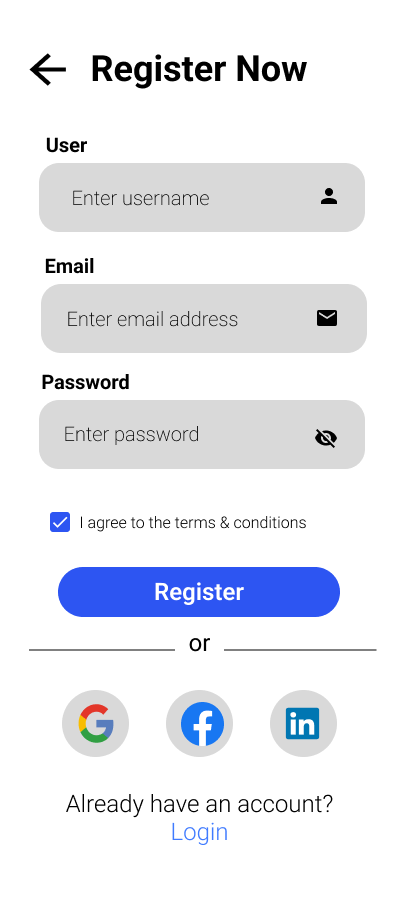 Register Now
User
Enter username
Email
Enter email address
Password
Enter password
I agree to the terms & conditions
Register
or
Already have an account?
Login